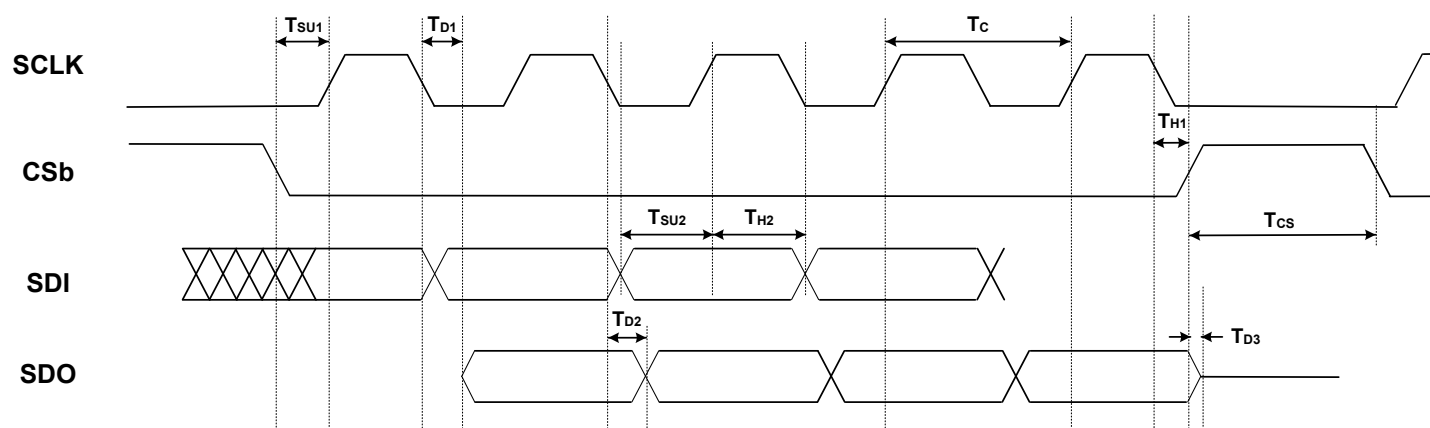 TSU1 TD1 TC
SCLK
TH1
CSb
TSU2 TH2 TCS
SDI
TD2 TD3
SDO